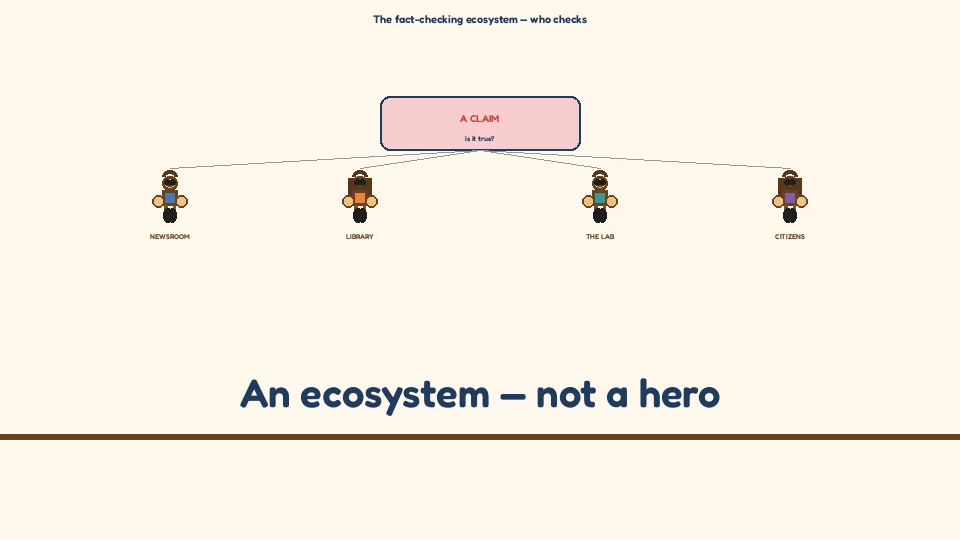 The fact-checking ecosystem — who checks
A CLAIM
is it true?
NEWSROOM
LIBRARY
THE LAB
CITIZENS
An ecosystem — not a hero